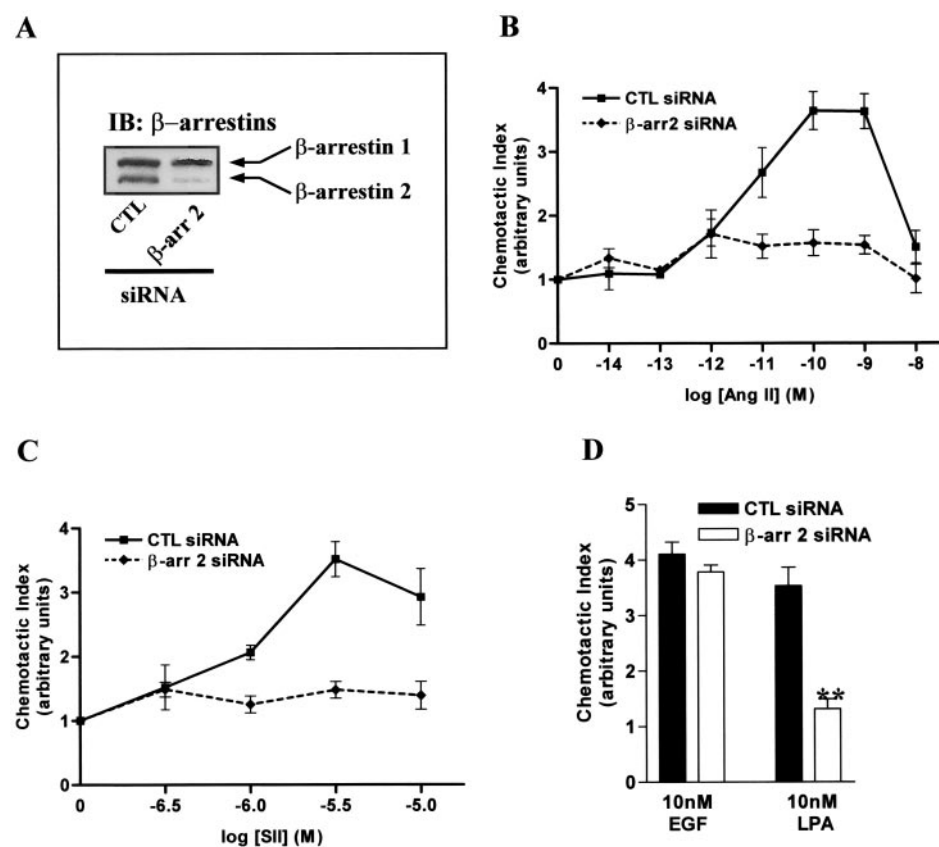 A
IB: β–arrestins
β-arrestin 1
β-arrestin 2
CTL
β-arr 2
siRNA
B
CTL siRNA
β-arr2 siRNA
Chemotactic Index
(arbitrary units)
4
3
2
1
0
0 -14 -13 -12 -11 -10 -9 -8
log [Ang II] (M)
C
CTL siRNA
β-arr 2 siRNA
Chemotactic Index
(arbitrary units)
4
3
2
1
0
0 -6.5 -6.0 -5.5 -5.0
log [SII] (M)
D
CTL siRNA
β-arr 2 siRNA
Chemotactic Index
(arbitrary units)
5
4
3
2
1
0
**
10nM 10nM
EGF LPA